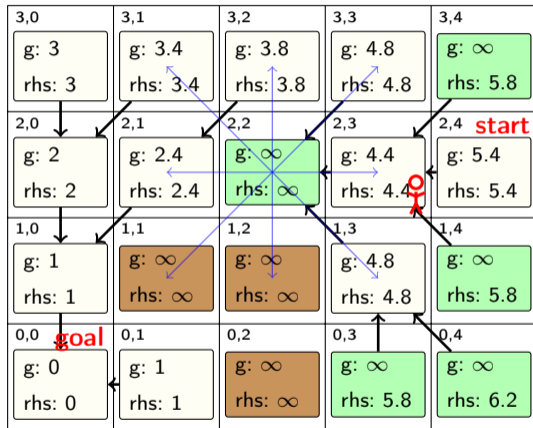 3,0 3,1 3,2 3,3 3,4
g: 3 g: 3.4 g: 3.8 g: 4.8 g: ∞
rhs: 3 rhs: 3.4 rhs: 3.8 rhs: 4.8 rhs: 5.8
2,0 2,1 2,2 2,3 2,4 start
g: 2 g: 2.4 g: ∞ g: 4.4 g: 5.4
rhs: 2 rhs: 2.4 rhs: ∞ rhs: 4.4 rhs: 5.4
1,0 1,1 1,2 1,3 1,4
g: 1 g: ∞ g: ∞ g: 4.8 g: ∞
rhs: 1 rhs: ∞ rhs: ∞ rhs: 4.8 rhs: 5.8
0,0 goal 0,1 0,2 0,3 0,4
g: 0 g: 1 g: ∞ g: ∞ g: ∞
rhs: 0 rhs: 1 rhs: ∞ rhs: 5.8 rhs: 6.2